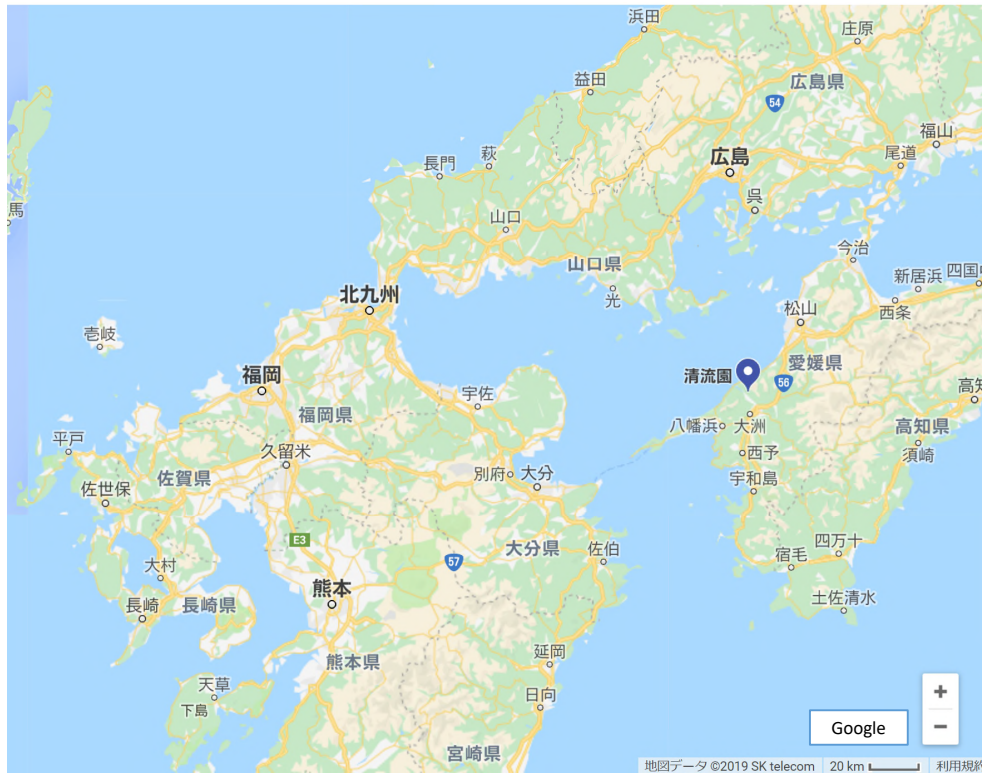 浜田
庄原
益田
広島県
54
福山
長門
萩
広島
尾道
呉
馬
山口
今治
山口県
新居浜
四国中
北九州
光
松山
西条
壱岐
愛媛県
福岡
清流園
56
高知
宇佐
福岡県
八幡浜
大洲
高知県
平戸
久留米
西予
須崎
佐賀県
別府
大分
宇和島
佐世保
E3
大分県
佐伯
四万十
57
宿毛
大村
熊本
長崎
長崎県
土佐清水
熊本県
延岡
天草
下島
日向
+
Google
−
宮崎県
地図データ ©2019 SK telecom
20 km
利用規約